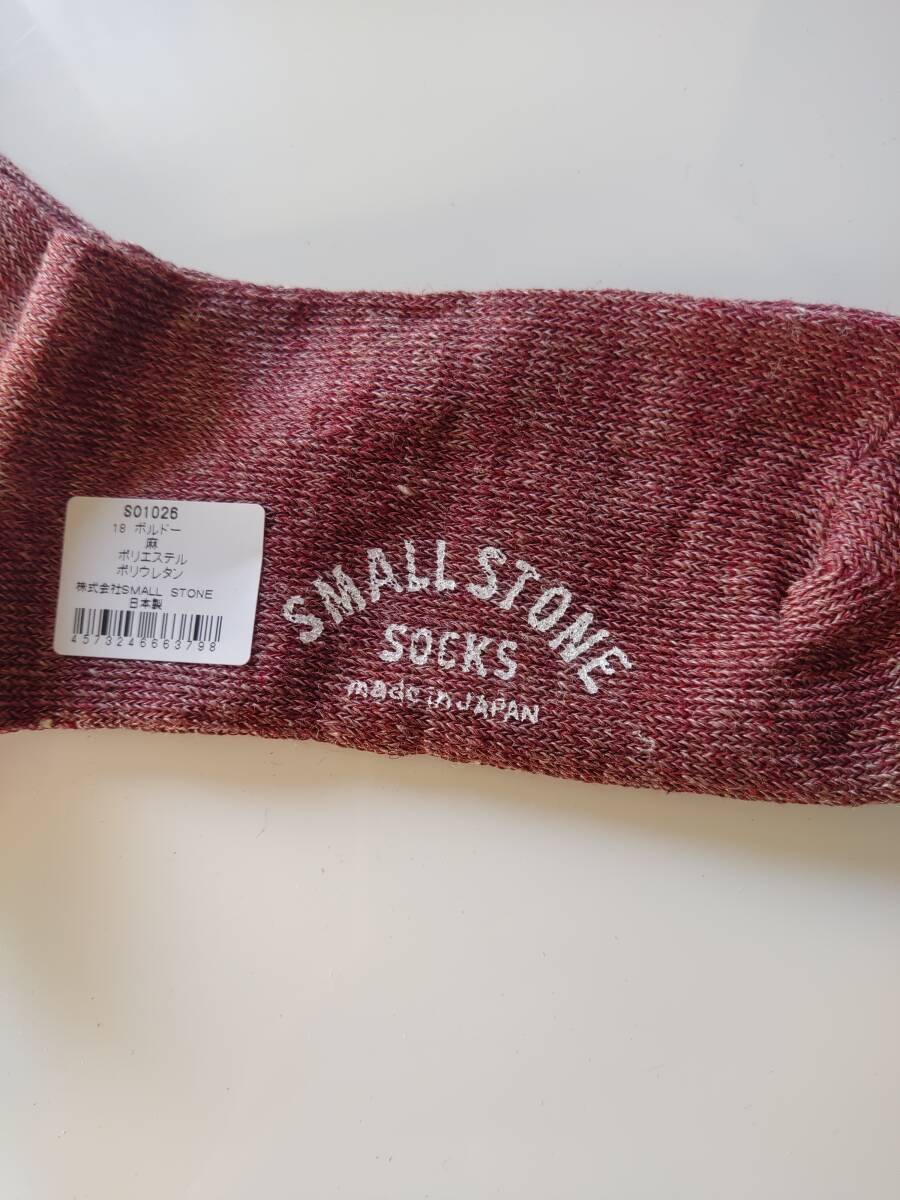 S01026
18 ボルドー
麻
ポリエステル
ポリウレタン
株式会社SMALL STONE
日本製
4573246663798
SMALL STONE
SOCKS
made in JAPAN